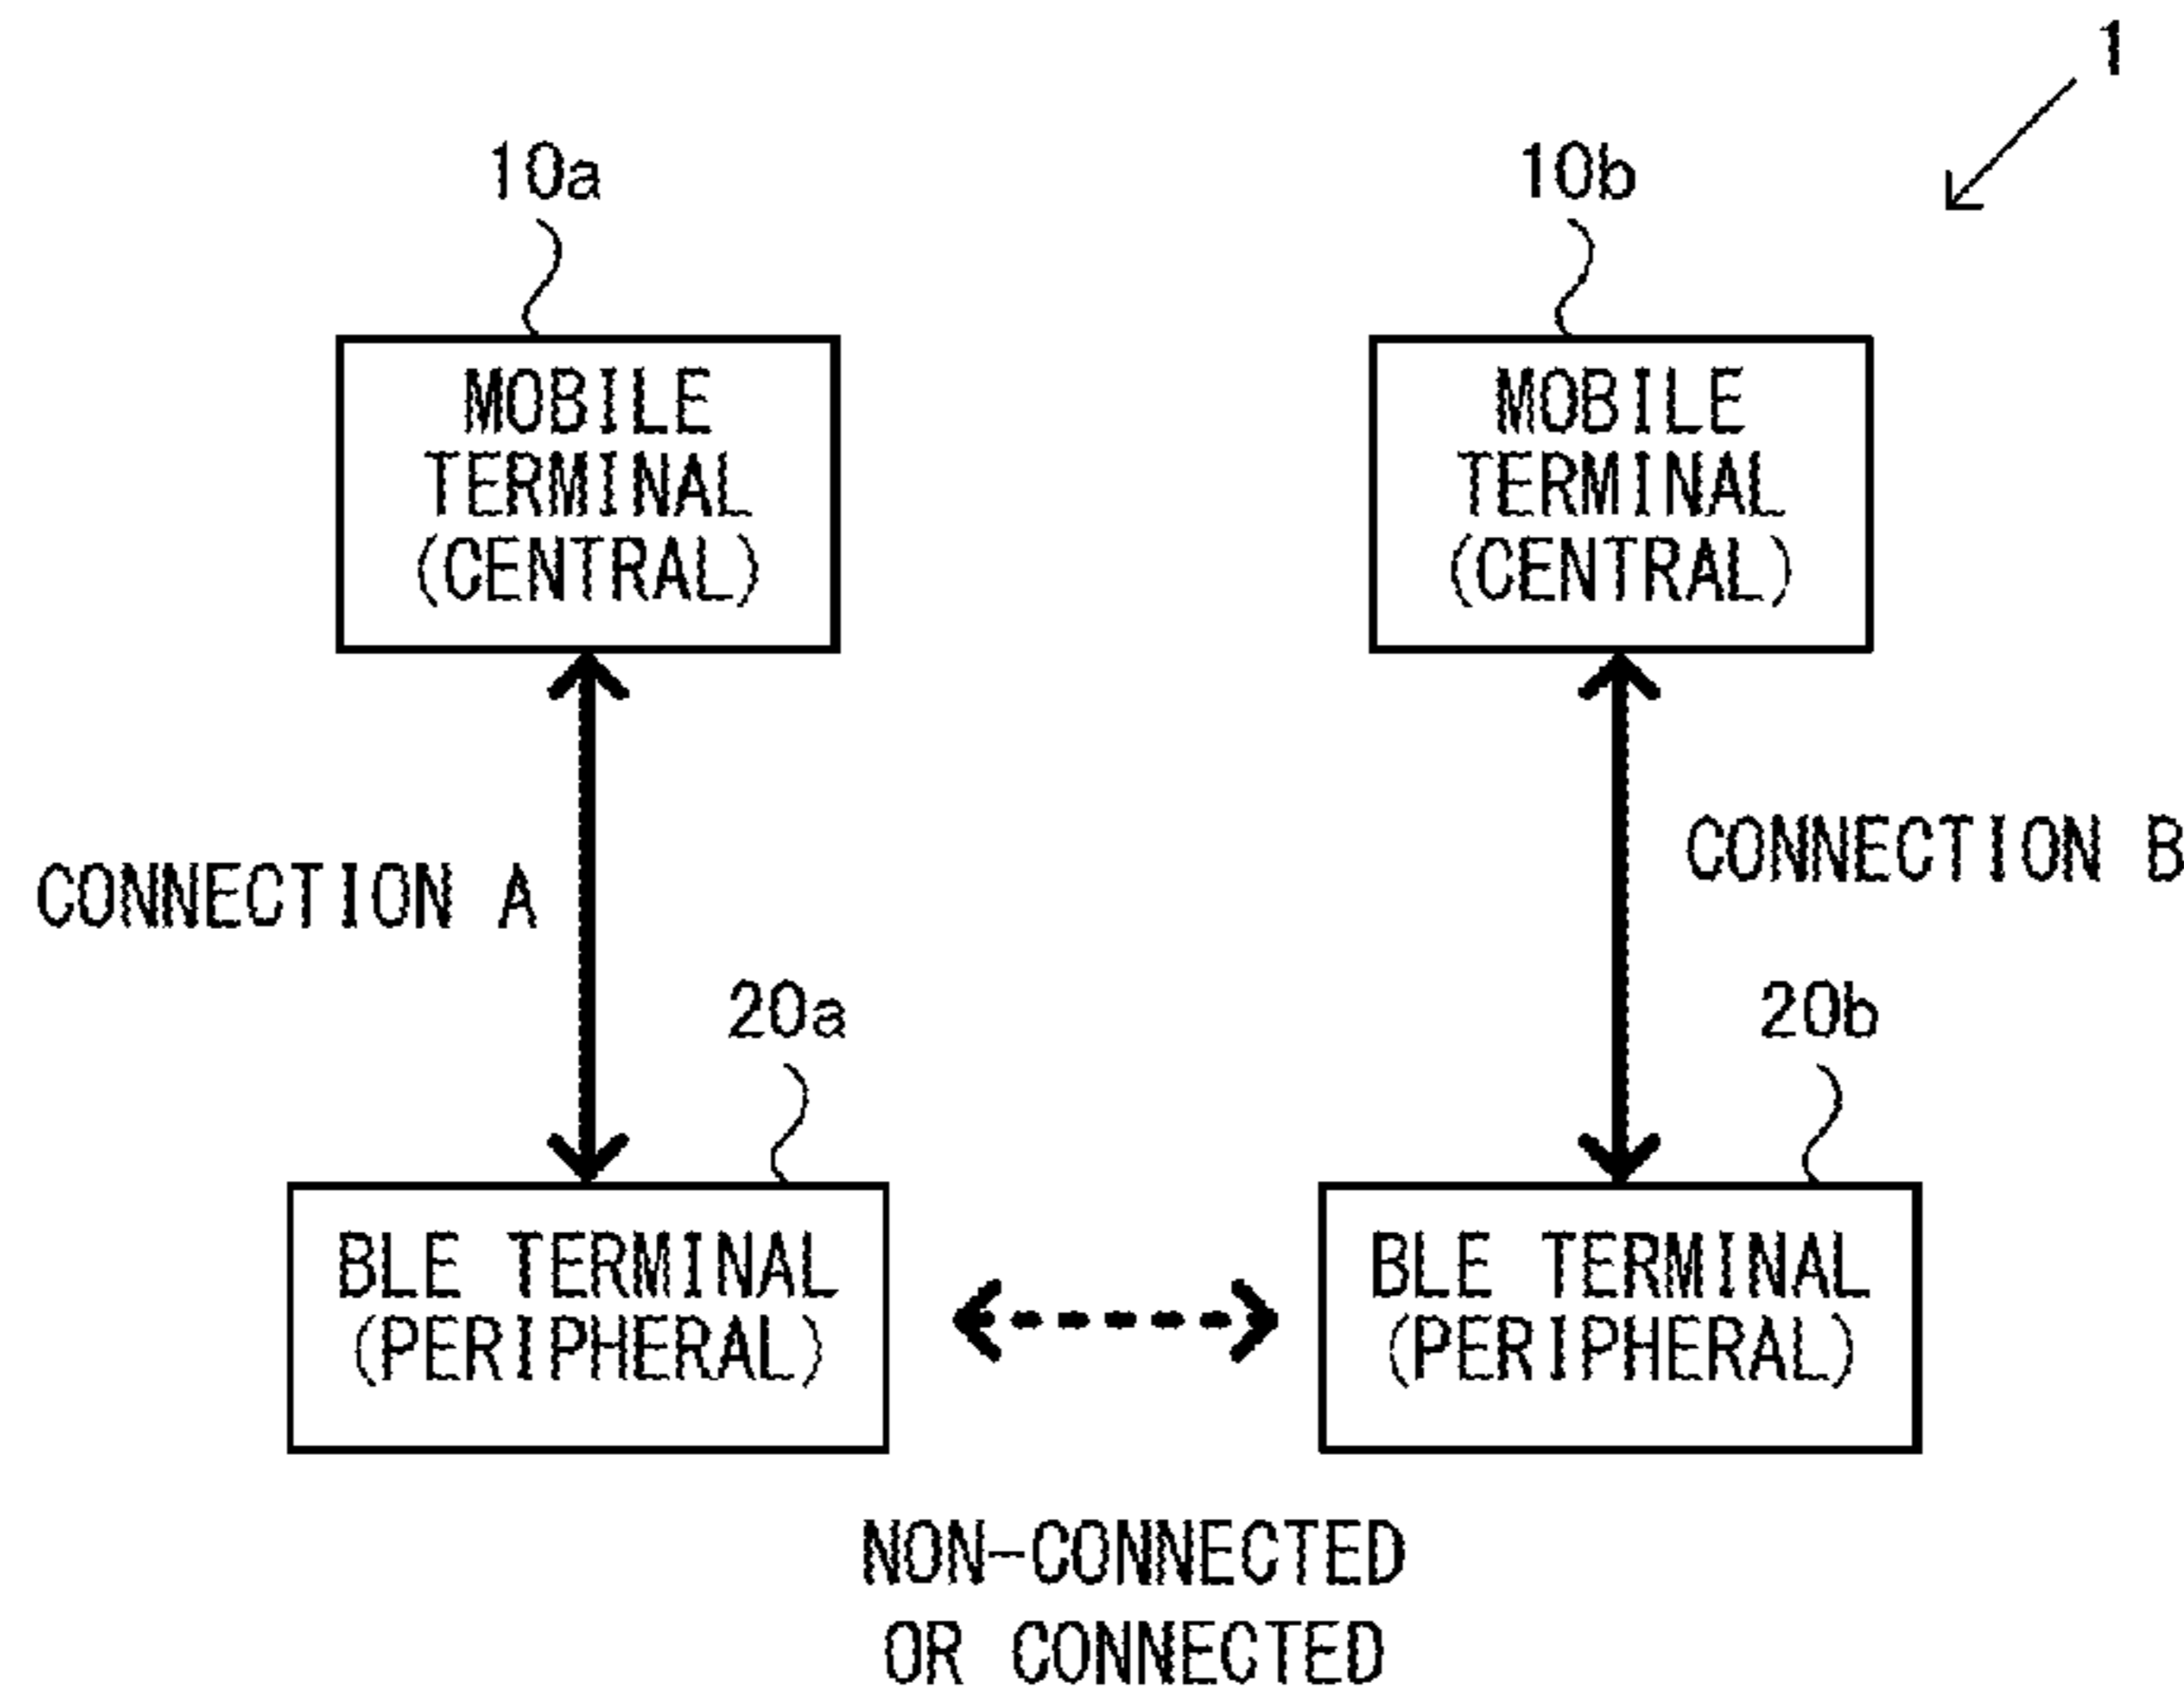 1
10a
10b
MOBILE
TERMINAL
(CENTRAL)
MOBILE
TERMINAL
(CENTRAL)
CONNECTION A
CONNECTION B
20a
20b
BLE TERMINAL
(PERIPHERAL)
BLE TERMINAL
(PERIPHERAL)
NON-CONNECTED
OR CONNECTED